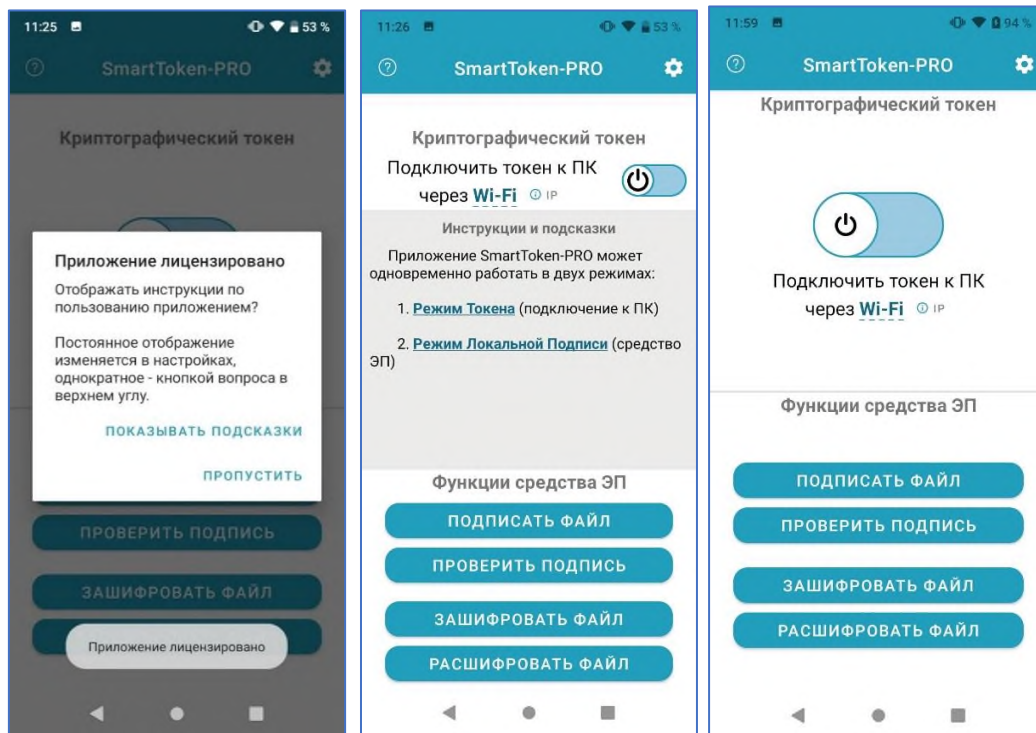 11:25 53 %
SmartToken-PRO
Криптографический токен
Приложение лицензировано
Отображать инструкции по
пользованию приложением?
Постоянное отображение
изменяется в настройках,
однократное - кнопкой вопроса в
верхнем углу.
ПОКАЗЫВАТЬ ПОДСКАЗКИ
ПРОПУСТИТЬ
ПРОВЕРИТЬ ПОДПИСЬ
ЗАШИФРОВАТЬ ФАЙЛ
Приложение лицензировано
11:26 53 %
SmartToken-PRO
Криптографический токен
Подключить токен к ПК
через Wi-Fi IP
Инструкции и подсказки
Приложение SmartToken-PRO может
одновременно работать в двух режимах:
1. Режим Токена (подключение к ПК)
2. Режим Локальной Подписи (средство
ЭП)
Функции средства ЭП
ПОДПИСАТЬ ФАЙЛ
ПРОВЕРИТЬ ПОДПИСЬ
ЗАШИФРОВАТЬ ФАЙЛ
РАСШИФРОВАТЬ ФАЙЛ
11:59 94 %
SmartToken-PRO
Криптографический токен
Подключить токен к ПК
через Wi-Fi IP
Функции средства ЭП
ПОДПИСАТЬ ФАЙЛ
ПРОВЕРИТЬ ПОДПИСЬ
ЗАШИФРОВАТЬ ФАЙЛ
РАСШИФРОВАТЬ ФАЙЛ